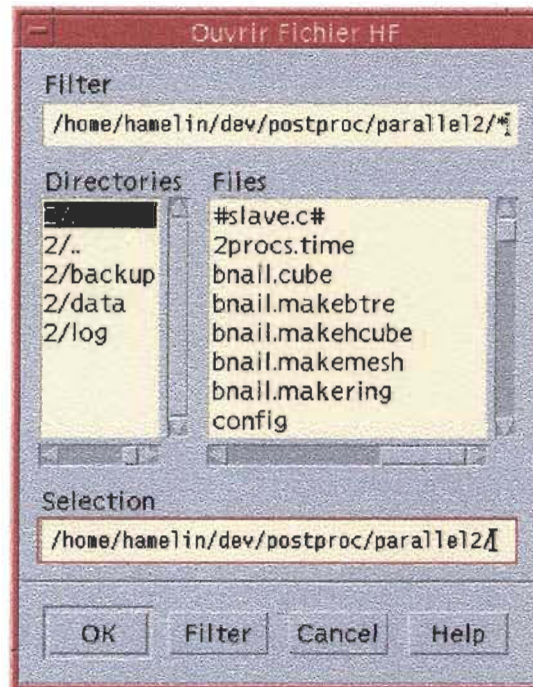 Ouvrir Fichier HF
Filter
/home/hamelin/dev/postproc/parallel2/*
Directories Files
2/.
2/..
2/backup
2/data
2/log
#slave.c#
2procs.time
bnail.cube
bnail.makebtre
bnail.makehcube
bnail.makemesh
bnail.makering
config
Selection
/home/hamelin/dev/postproc/parallel2/
OK Filter Cancel Help